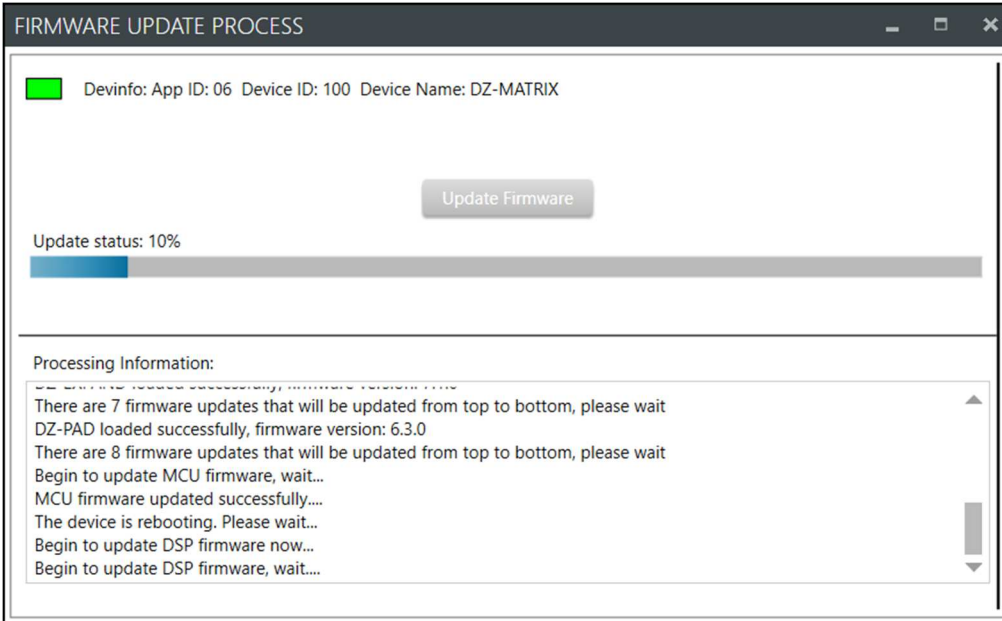 FIRMWARE UPDATE PROCESS
Devinfo: App ID: 06 Device ID: 100 Device Name: DZ-MATRIX
Update Firmware
Update status: 10%
Processing Information:
There are 7 firmware updates that will be updated from top to bottom, please wait
DZ-PAD loaded successfully, firmware version: 6.3.0
There are 8 firmware updates that will be updated from top to bottom, please wait
Begin to update MCU firmware, wait...
MCU firmware updated successfully....
The device is rebooting. Please wait...
Begin to update DSP firmware now...
Begin to update DSP firmware, wait....